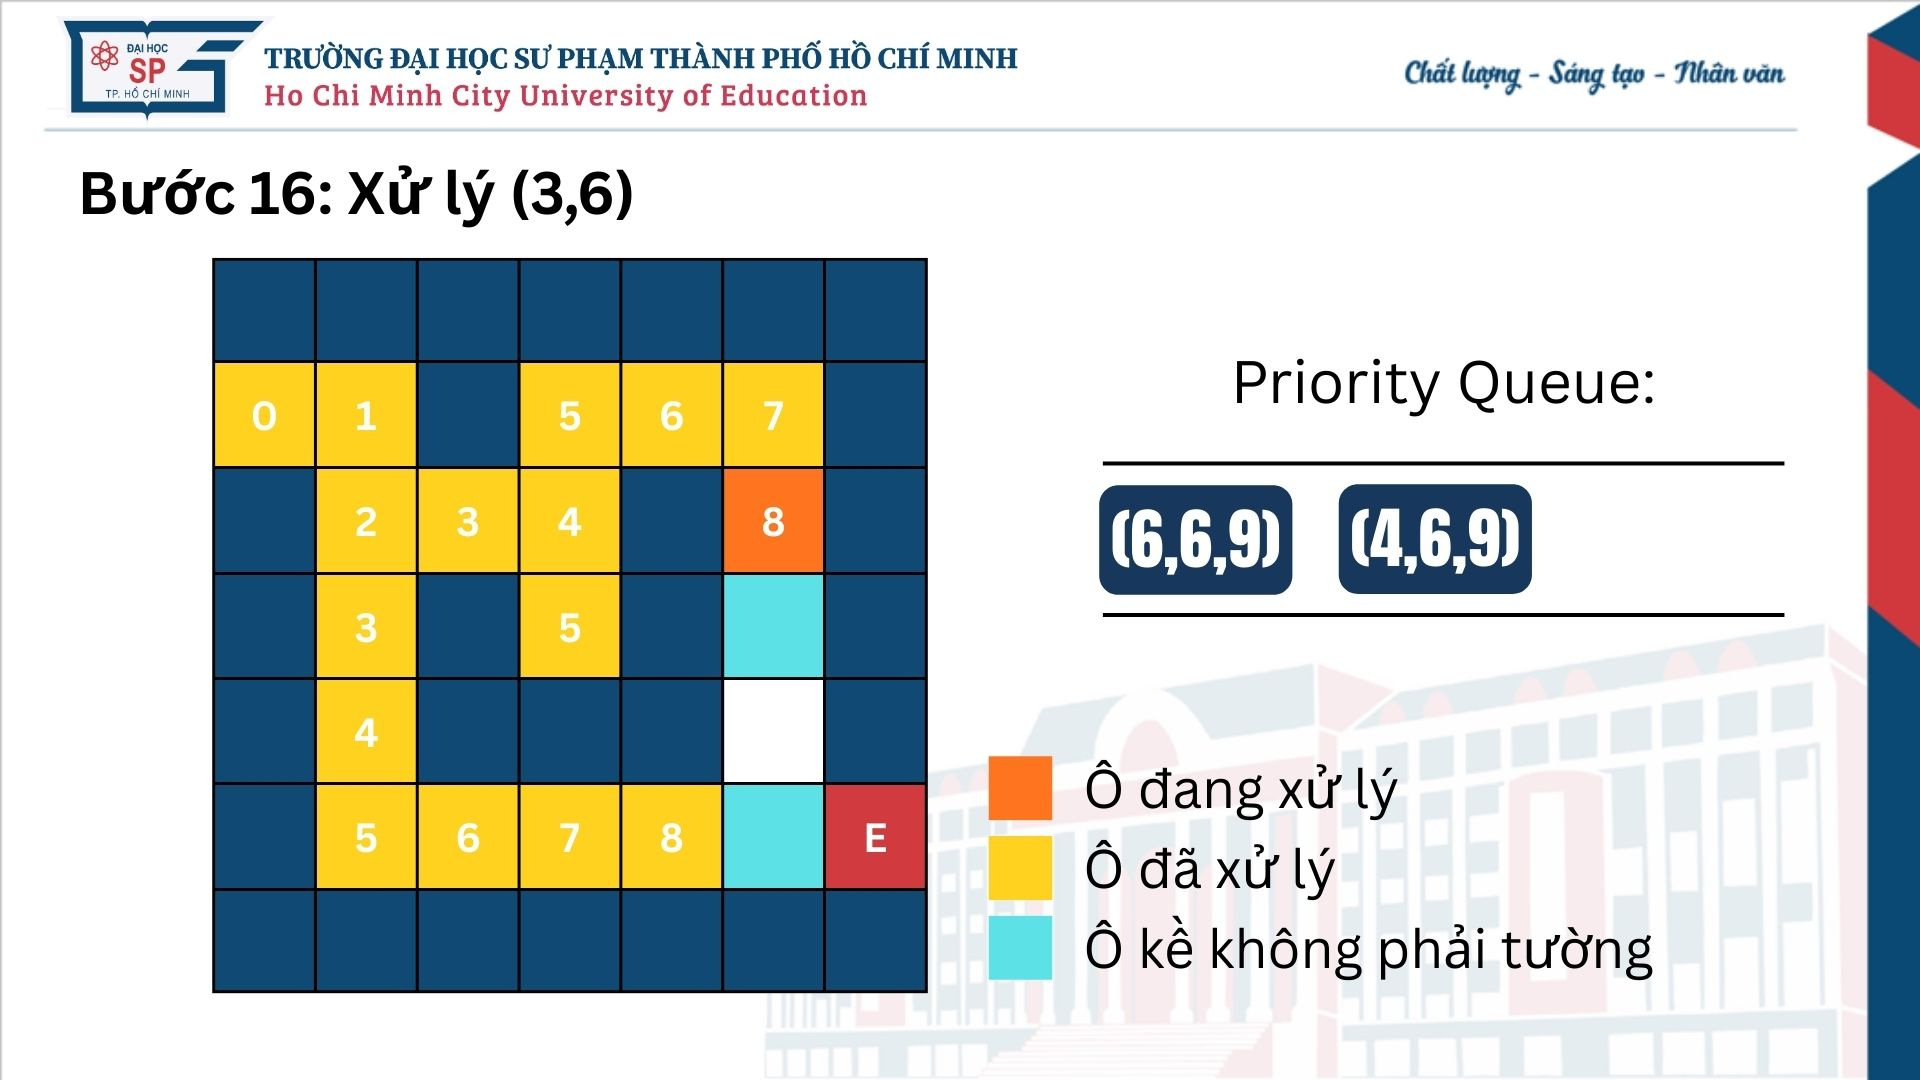 ĐẠI HỌC
SP
TP. HỒ CHÍ MINH
TRƯỜNG ĐẠI HỌC SƯ PHẠM THÀNH PHỐ HỒ CHÍ MINH
Ho Chi Minh City University of Education
Chất lượng - Sáng tạo - Nhân văn
Bước 16: Xử lý (3,6)
0 1 5 6 7
2 3 4 8
3 5
4
5 6 7 8 E
Priority Queue:
(6,6,9) (4,6,9)
Ô đang xử lý
Ô đã xử lý
Ô kề không phải tường